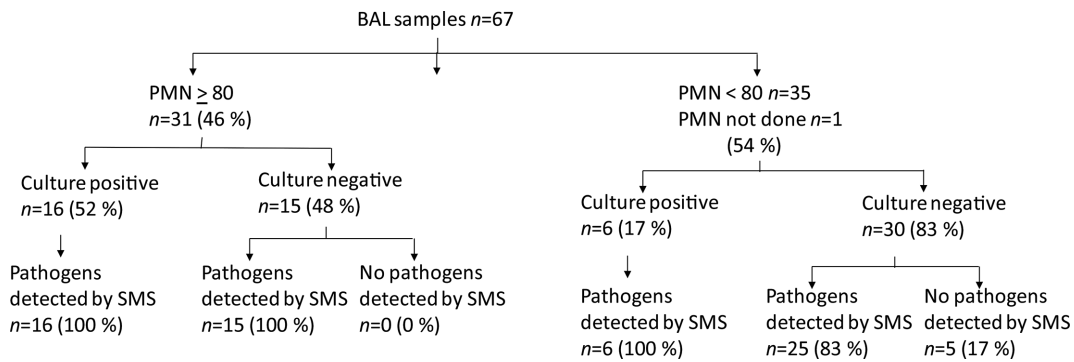 BAL samples n=67
PMN ≥ 80
n=31 (46 %)
PMN < 80 n=35
PMN not done n=1
(54 %)
Culture positive
n=16 (52 %)
Culture negative
n=15 (48 %)
Culture positive
n=6 (17 %)
Culture negative
n=30 (83 %)
Pathogens
detected by SMS
n=16 (100 %)
Pathogens
detected by SMS
n=15 (100 %)
No pathogens
detected by SMS
n=0 (0 %)
Pathogens
detected by SMS
n=6 (100 %)
Pathogens
detected by SMS
n=25 (83 %)
No pathogens
detected by SMS
n=5 (17 %)